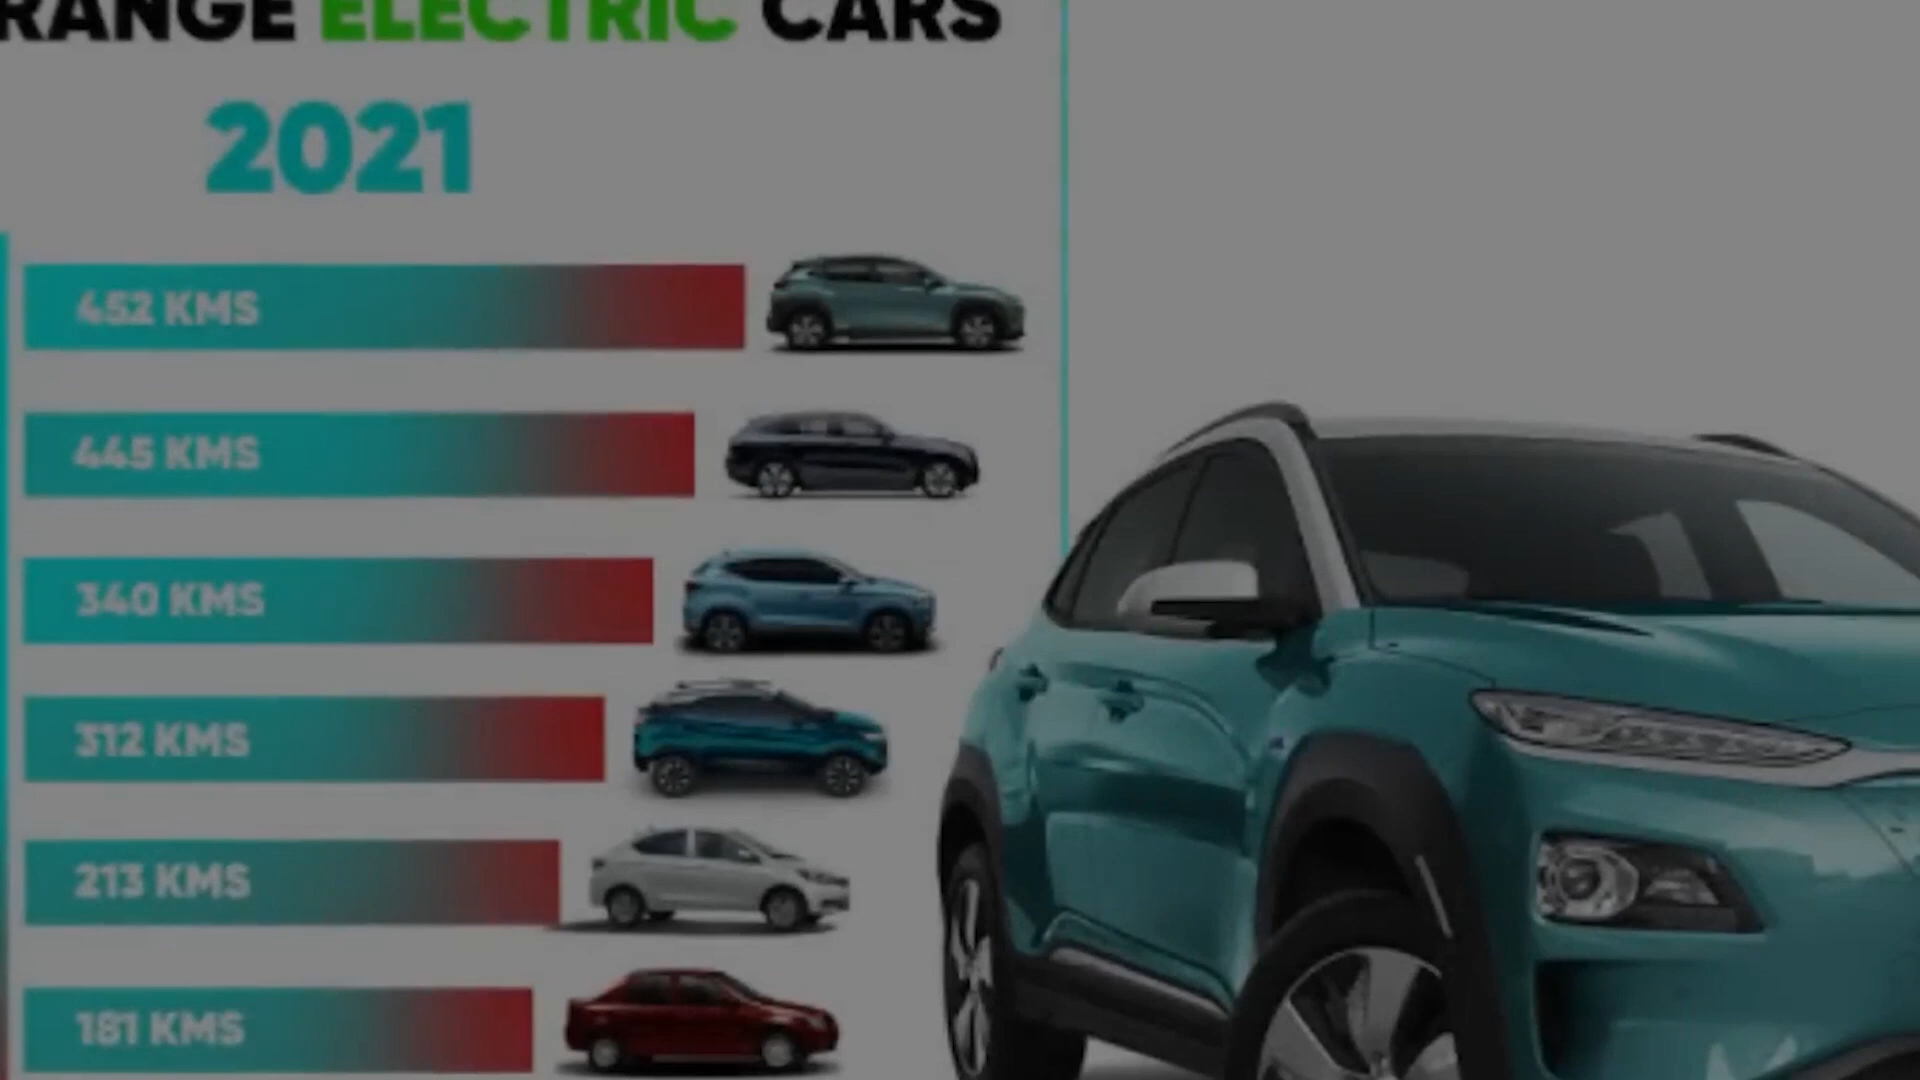 RANGE ELECTRIC CARS
2021
452 KMS
445 KMS
340 KMS
312 KMS
213 KMS
181 KMS